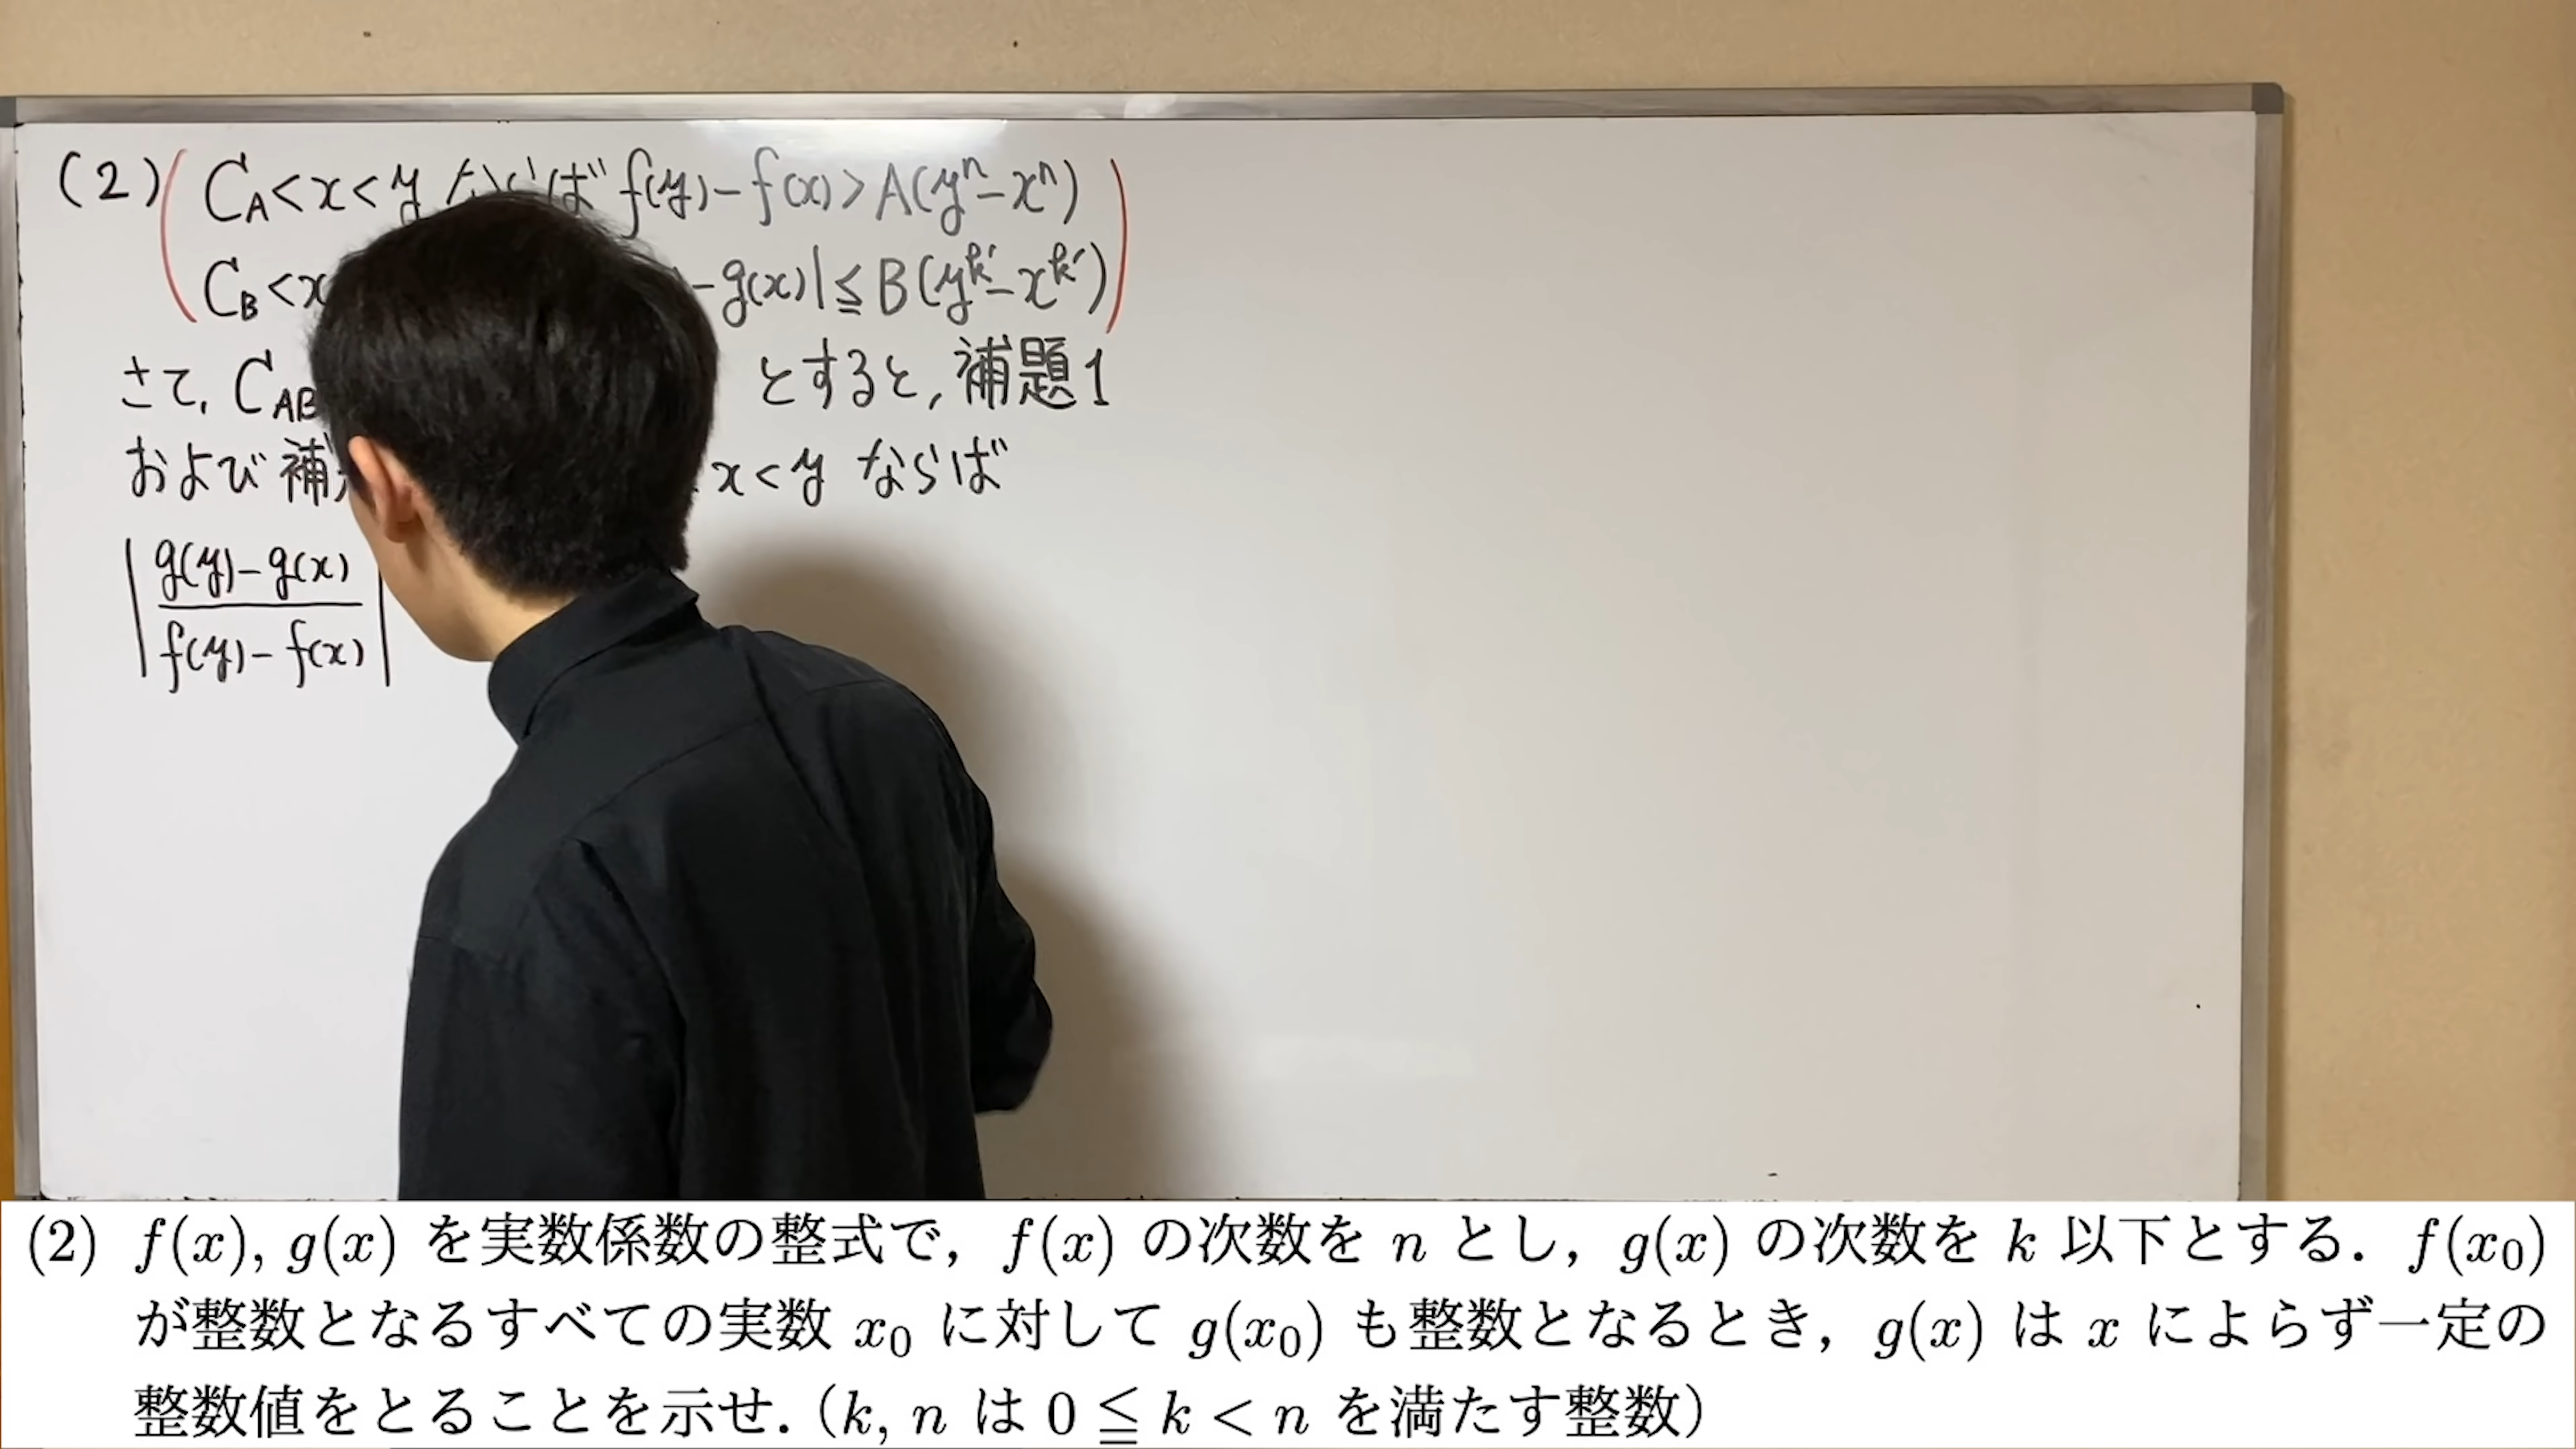 (2) C_A<x<y ならば f(y)-f(x)>A(y^n-x^n)
C_B<x -g(x)|≦B(y^k'-x^k')
さて, C_AB とすると, 補題1
および補 x<y ならば
|g(y)-g(x)
f(y)-f(x)|
(2) f(x), g(x) を実数係数の整式で，f(x) の次数を n とし，g(x) の次数を k 以下とする．f(x₀)
が整数となるすべての実数 x₀ に対して g(x₀) も整数となるとき，g(x) は x によらず一定の
整数値をとることを示せ．（k, n は 0 ≦ k < n を満たす整数）